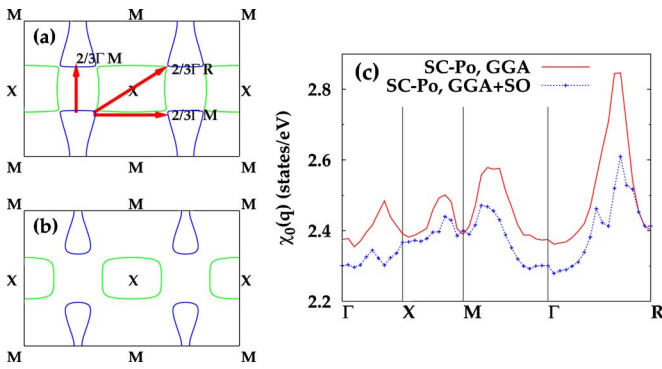 M M M
(a)
2/3Γ M
2/3Γ R
X X X
2/3Γ M
M M M
M M M
(b)
X X X
M M M
(c)
SC-Po, GGA
SC-Po, GGA+SO
χ₀(q) (states/eV)
2.8
2.6
2.4
2.2
Γ X M Γ R